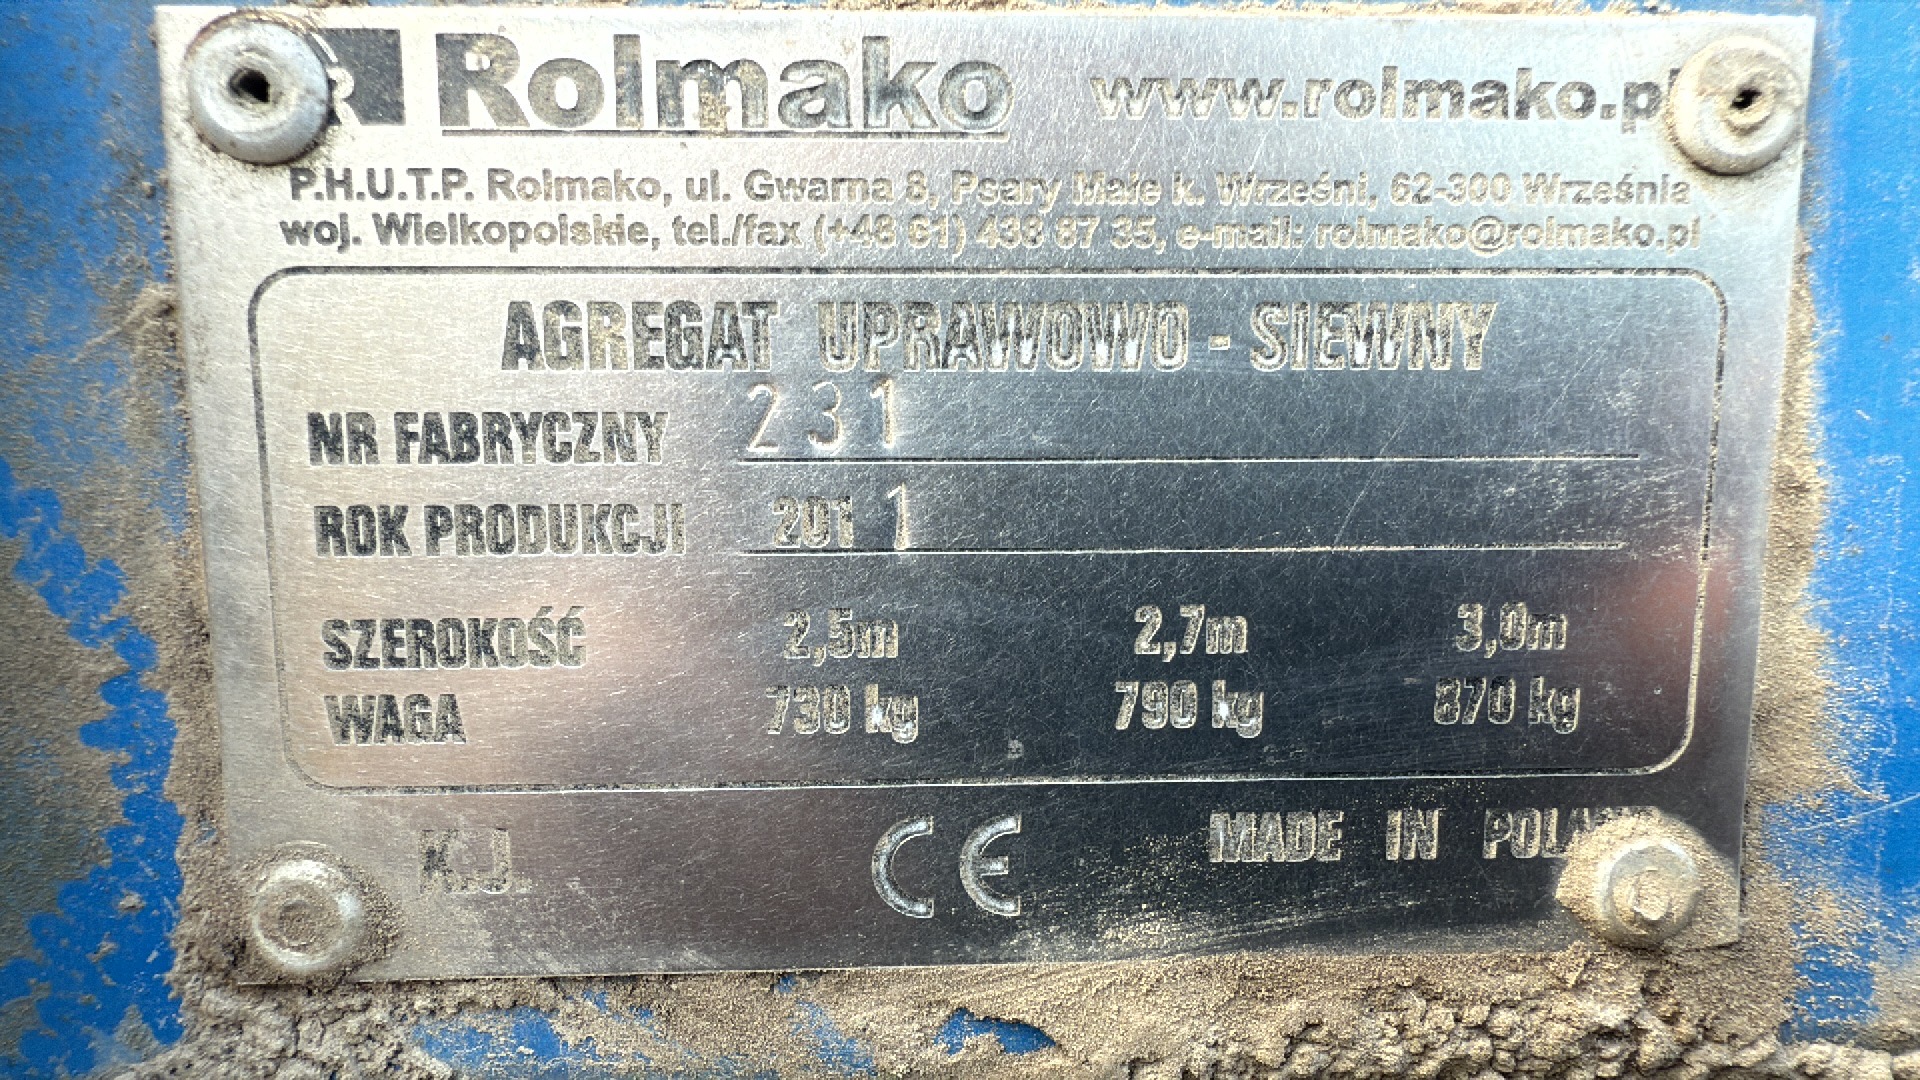 R Rolmako www.rolmako.pl
P.H.U.T.P. Rolmako, ul. Gwarna 8, Psary Małe k. Wrześni, 62-300 Września
woj. Wielkopolskie, tel./fax (+48 61) 438 87 35, e-mail: rolmako@rolmako.pl
AGREGAT UPRAWOWO - SIEWNY
NR FABRYCZNY 231
ROK PRODUKCJI 2011
SZEROKOŚĆ 2,5m 2,7m 3,0m
WAGA 730 kg 790 kg 870 kg
K.J. CE MADE IN POLA